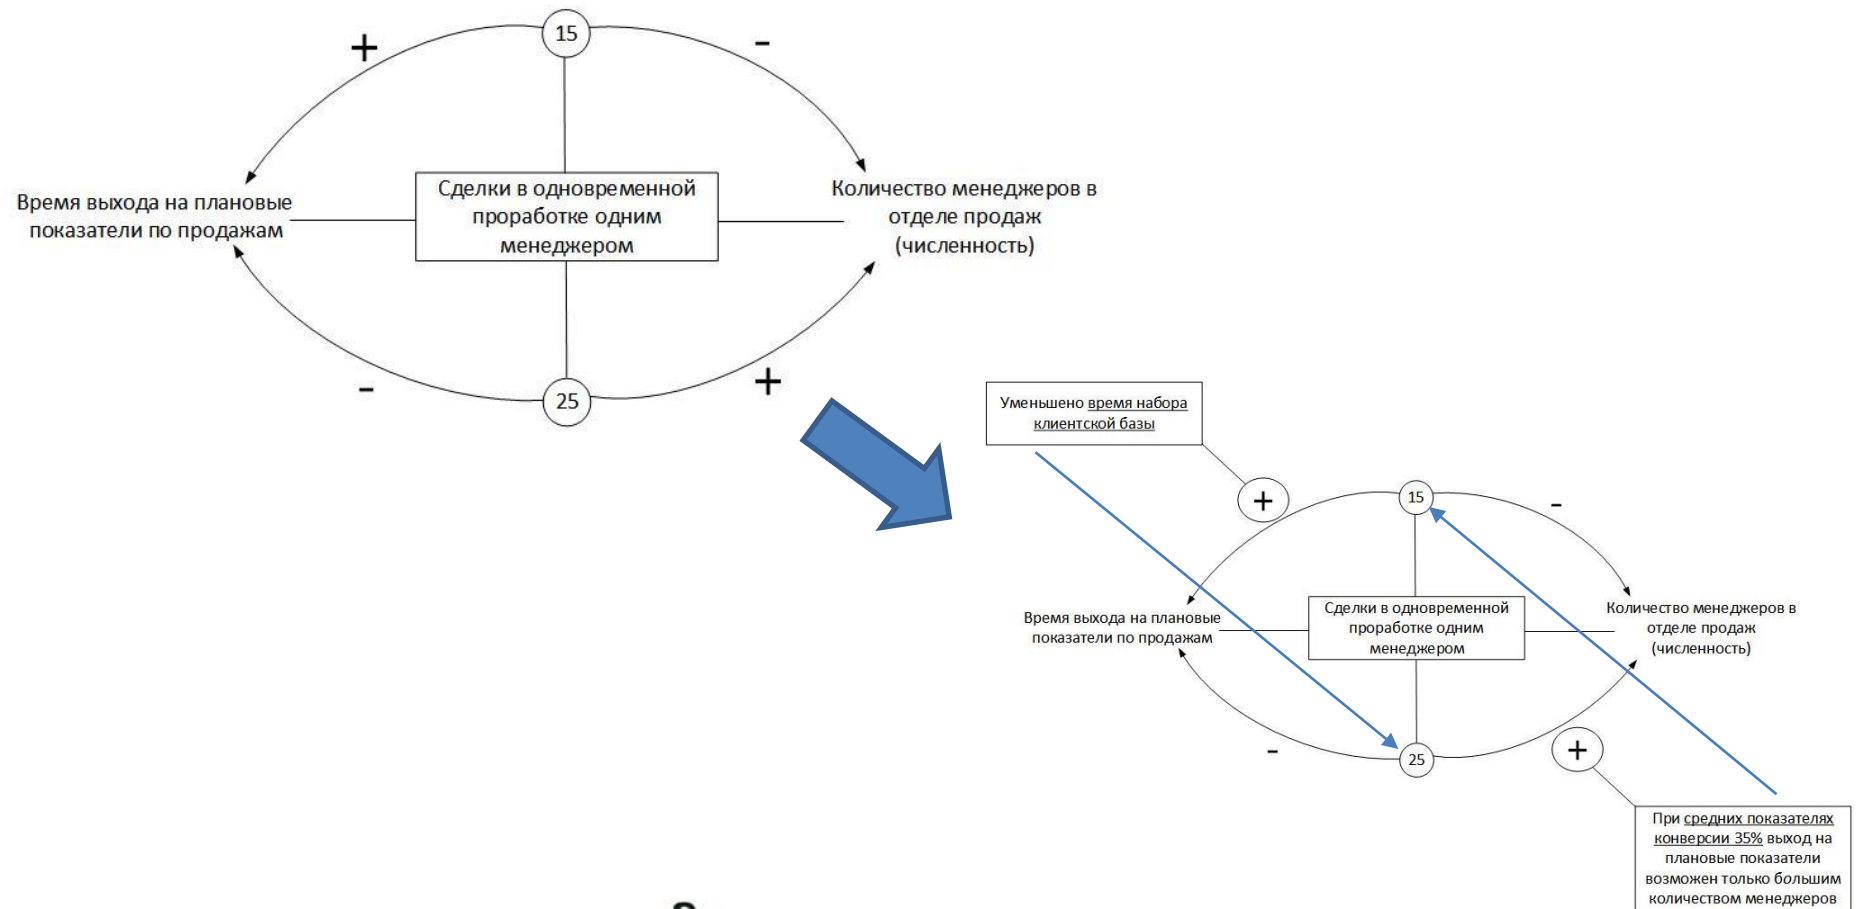 15
+
-
Время выхода на плановые
показатели по продажам
Сделки в одновременной
проработке одним
менеджером
Количество менеджеров в
отделе продаж
(численность)
-
25
+
Уменьшено время набора
клиентской базы
+
15
-
Время выхода на плановые
показатели по продажам
Сделки в одновременной
проработке одним
менеджером
Количество менеджеров в
отделе продаж
(численность)
-
25
+
При средних показателях
конверсии 35% выход на
плановые показатели
возможен только большим
количеством менеджеров